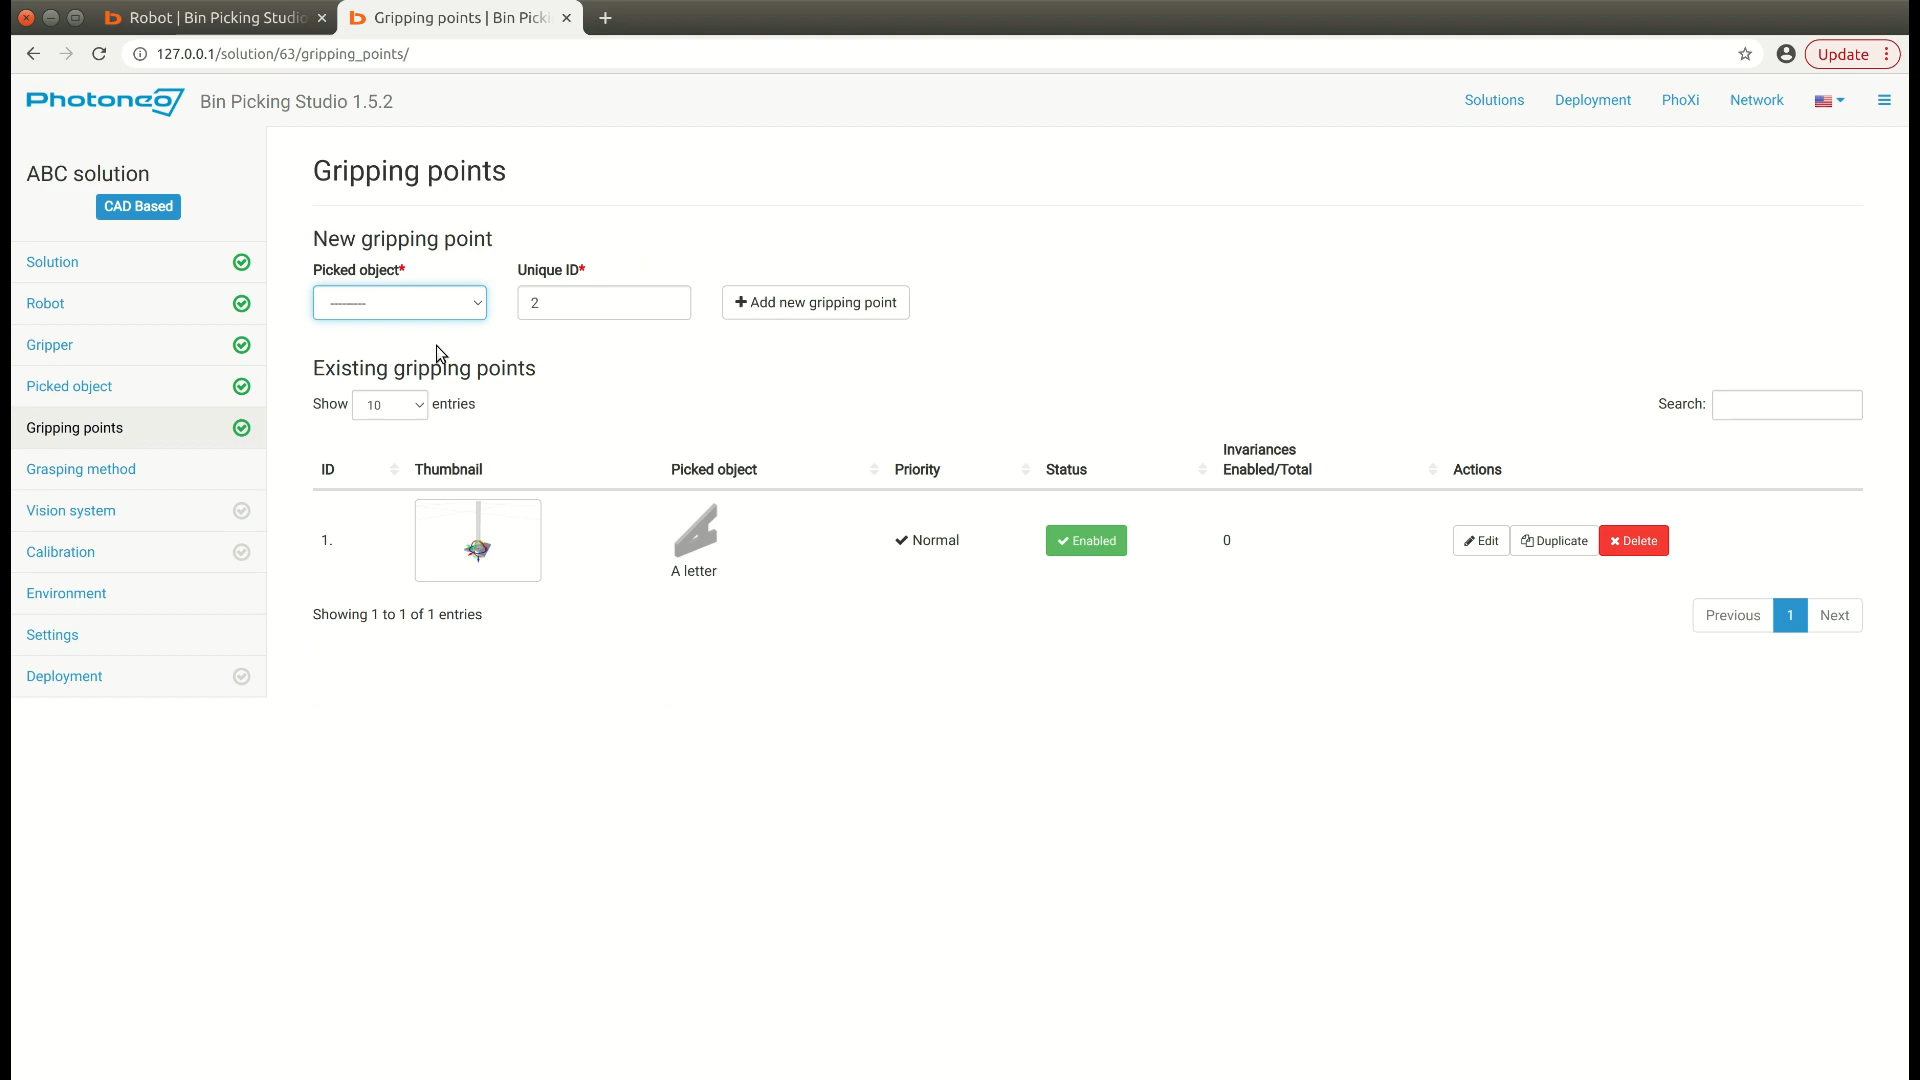 Robot | Bin Picking Studio
Gripping points | Bin Picki
127.0.0.1/solution/63/gripping_points/
Update
Photoneo Bin Picking Studio 1.5.2
Solutions Deployment PhoXi Network
ABC solution
CAD Based
Solution
Robot
Gripper
Picked object
Gripping points
Grasping method
Vision system
Calibration
Environment
Settings
Deployment
Gripping points
New gripping point
Picked object* Unique ID*
--------- 2 Add new gripping point
Existing gripping points
Show 10 entries Search:
ID Thumbnail Picked object Priority Status Invariances Enabled/Total Actions
1. A letter Normal Enabled 0 Edit Duplicate Delete
Showing 1 to 1 of 1 entries Previous 1 Next